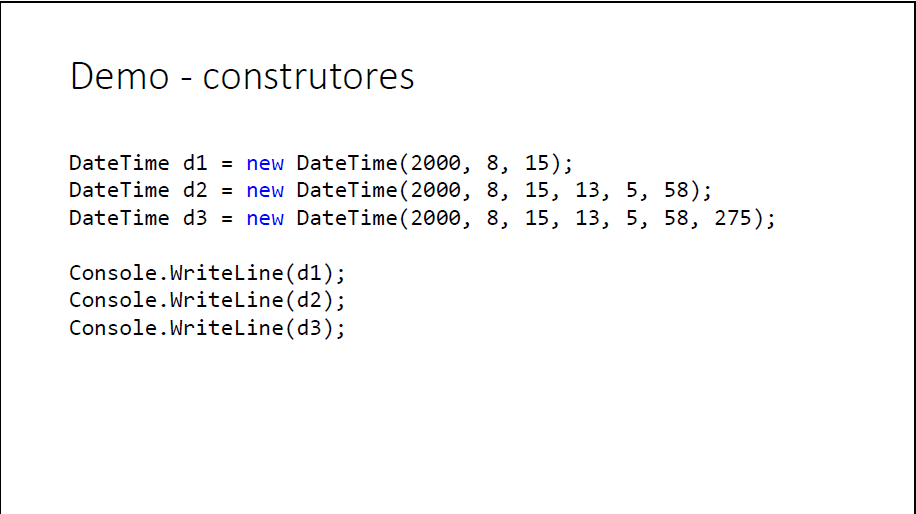 Demo - construtores
DateTime d1 = new DateTime(2000, 8, 15);
DateTime d2 = new DateTime(2000, 8, 15, 13, 5, 58);
DateTime d3 = new DateTime(2000, 8, 15, 13, 5, 58, 275);
Console.WriteLine(d1);
Console.WriteLine(d2);
Console.WriteLine(d3);